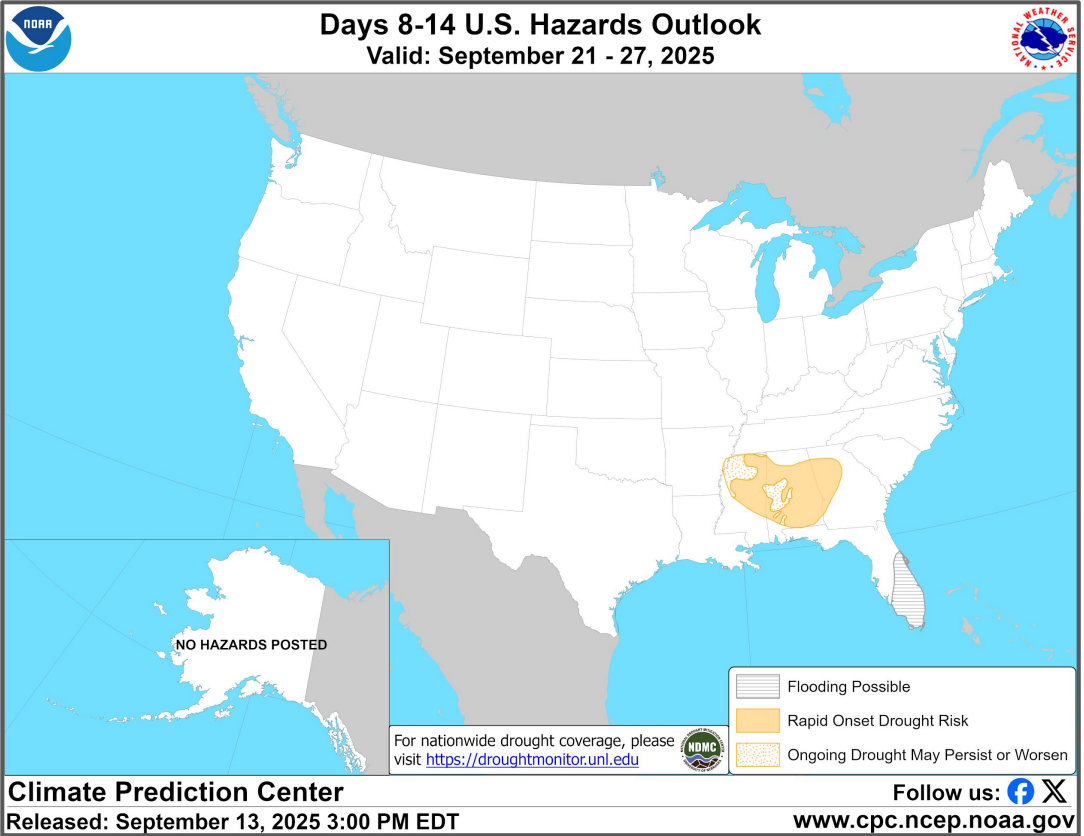 NOAA
Days 8-14 U.S. Hazards Outlook
Valid: September 21 - 27, 2025
NATIONAL WEATHER SERVICE
NO HAZARDS POSTED
For nationwide drought coverage, please
visit https://droughtmonitor.unl.edu
NDMC
Flooding Possible
Rapid Onset Drought Risk
Ongoing Drought May Persist or Worsen
Climate Prediction Center
Follow us:
Released: September 13, 2025 3:00 PM EDT
www.cpc.ncep.noaa.gov